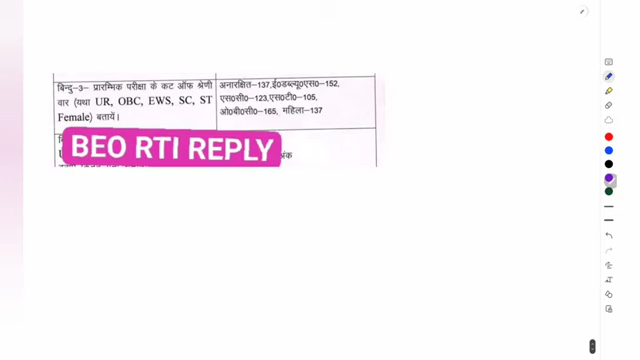 बिन्दु-3- प्रारम्भिक परीक्षा के कट ऑफ श्रेणी
वार (यथा UR, OBC, EWS, SC, ST
Female) बतायें।
अनारक्षित-137, ई0डब्ल्यू0एस0-152,
एस0सी0-123,एस0टी0-105,
ओ0बी0सी0-165, महिला-137
BEO RTI REPLY
अंक